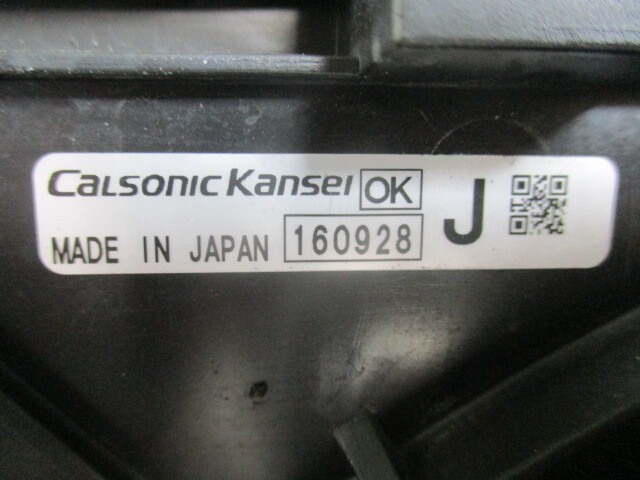 CalsonicKansei OK
MADE IN JAPAN 160928 J